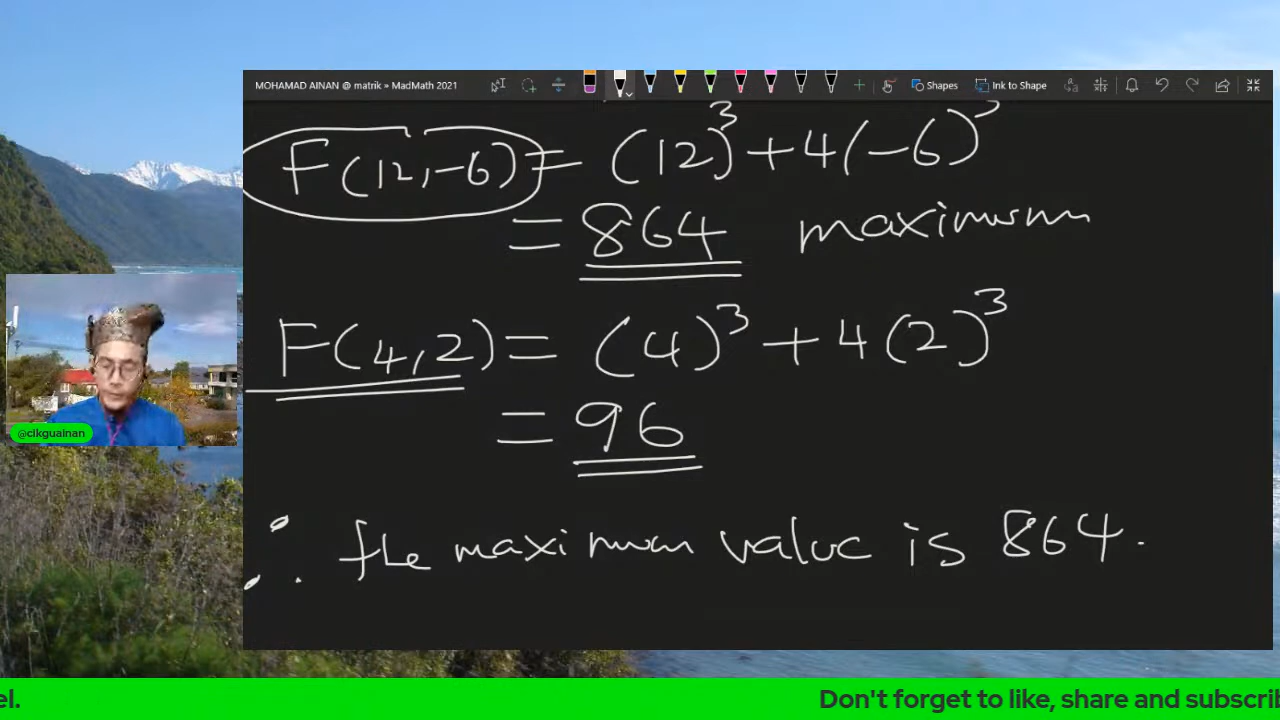 MOHAMAD AINAN @ matrik » MadMath 2021
Shapes
Ink to Shape
F(12,-6) = (12)³ + 4(-6)³
= 864 maximum
F(4,2) = (4)³ + 4(2)³
= 96
∴ the maximum value is 864.
@cikguainan
el.
Don't forget to like, share and subscrib